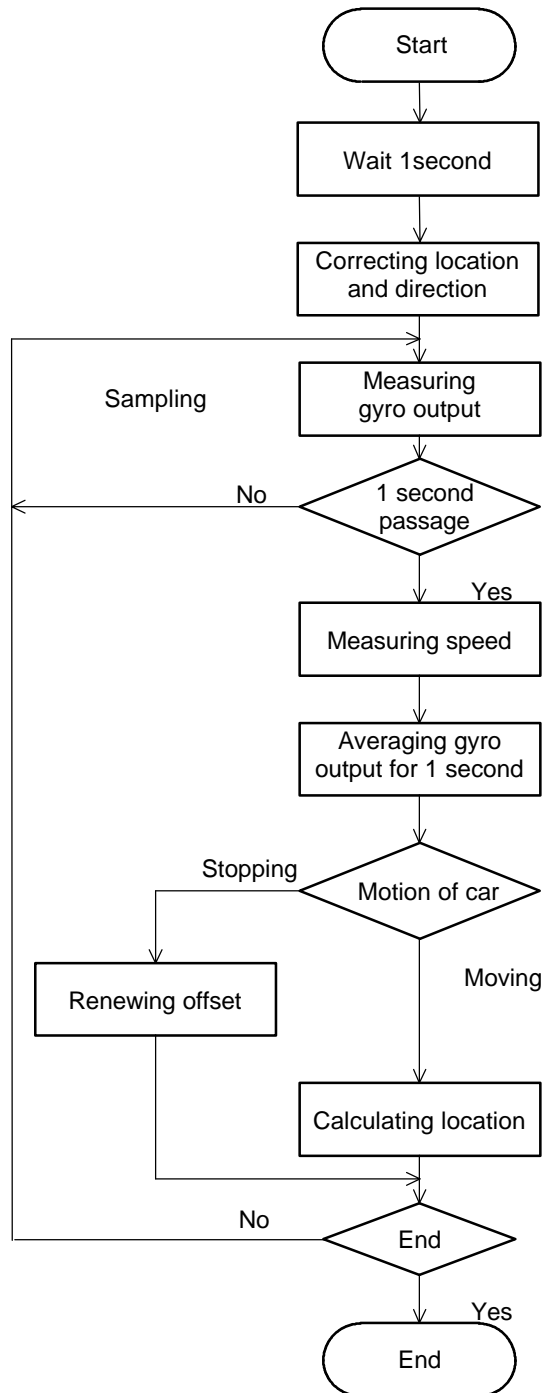 Start
Wait 1second
Correcting location
and direction
Measuring
gyro output
Sampling
No
1 second
passage
Yes
Measuring speed
Averaging gyro
output for 1 second
Stopping
Motion of car
Moving
Renewing offset
Calculating location
No
End
Yes
End